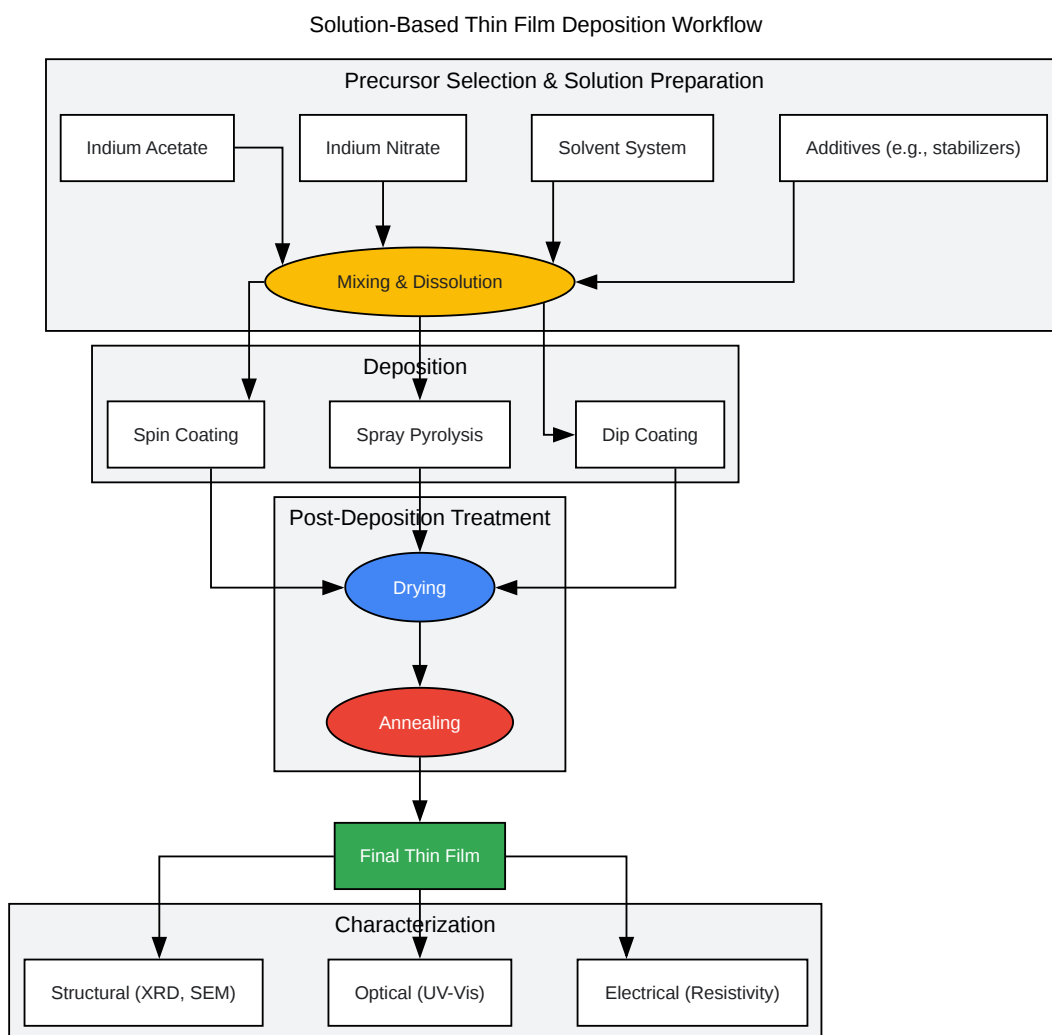 Solution-Based Thin Film Deposition Workflow
Precursor Selection & Solution Preparation
Indium Acetate
Indium Nitrate
Solvent System
Additives (e.g., stabilizers)
Mixing & Dissolution
Deposition
Spin Coating
Spray Pyrolysis
Dip Coating
Post-Deposition Treatment
Drying
Annealing
Final Thin Film
Characterization
Structural (XRD, SEM)
Optical (UV-Vis)
Electrical (Resistivity)